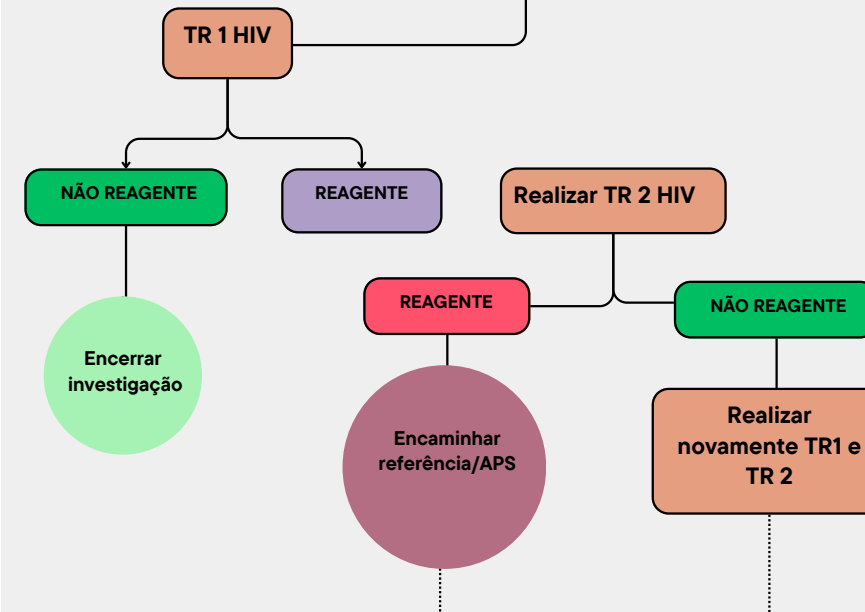 TR 1 HIV
NÃO REAGENTE
REAGENTE
Realizar TR 2 HIV
REAGENTE
NÃO REAGENTE
Encerrar
investigação
Encaminhar
referência/APS
Realizar
novamente TR1 e
TR 2